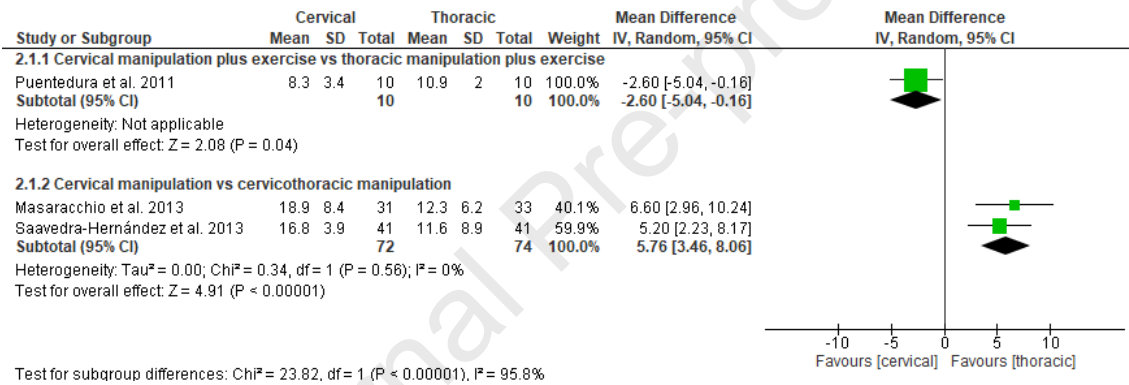 Cervical Thoracic Mean Difference Mean Difference
Study or Subgroup Mean SD Total Mean SD Total Weight IV, Random, 95% CI IV, Random, 95% CI
2.1.1 Cervical manipulation plus exercise vs thoracic manipulation plus exercise
Puentedura et al. 2011 8.3 3.4 10 10.9 2 10 100.0% -2.60 [-5.04, -0.16]
Subtotal (95% CI) 10 10 100.0% -2.60 [-5.04, -0.16]
Heterogeneity: Not applicable
Test for overall effect: Z = 2.08 (P = 0.04)
2.1.2 Cervical manipulation vs cervicothoracic manipulation
Masaracchio et al. 2013 18.9 8.4 31 12.3 6.2 33 40.1% 6.60 [2.96, 10.24]
Saavedra-Hernández et al. 2013 16.8 3.9 41 11.6 8.9 41 59.9% 5.20 [2.23, 8.17]
Subtotal (95% CI) 72 74 100.0% 5.76 [3.46, 8.06]
Heterogeneity: Tau² = 0.00; Chi² = 0.34, df = 1 (P = 0.56); I² = 0%
Test for overall effect: Z = 4.91 (P < 0.00001)
-10 -5 0 5 10
Favours [cervical] Favours [thoracic]
Test for subgroup differences: Chi² = 23.82, df = 1 (P < 0.00001), I² = 95.8%